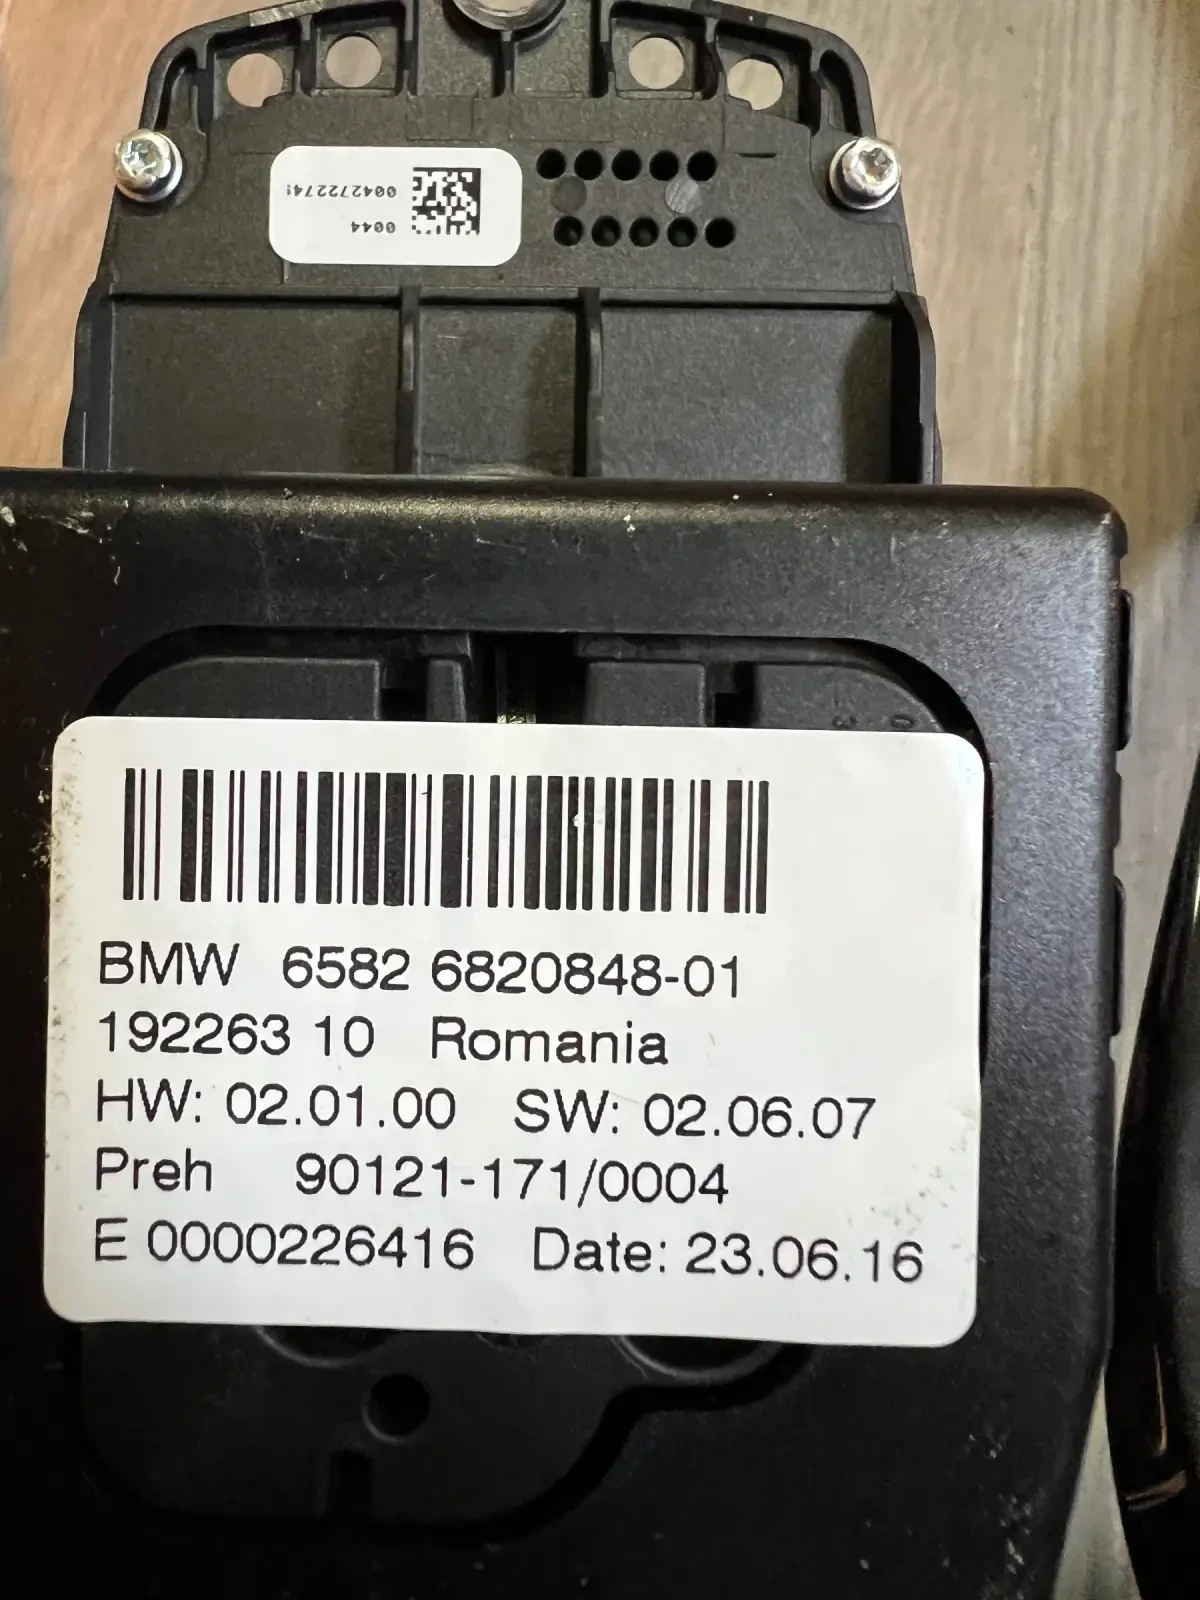 0042722274
0044
BMW 6582 6820848-01
192263 10 Romania
HW: 02.01.00 SW: 02.06.07
Preh 90121-171/0004
E 0000226416 Date: 23.06.16